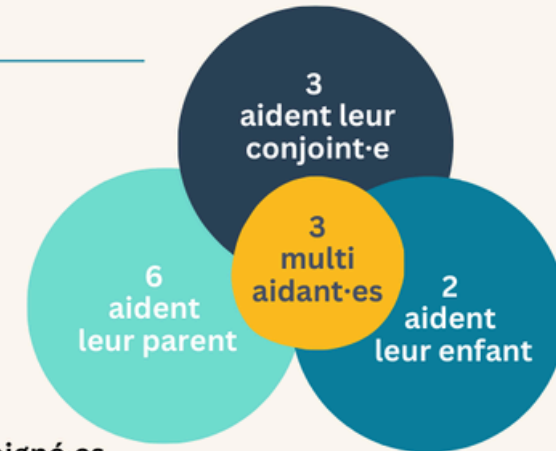 3
aident leur
conjoint·e
3
multi
aidant·es
6
aident
leur parent
2
aident
leur enfant